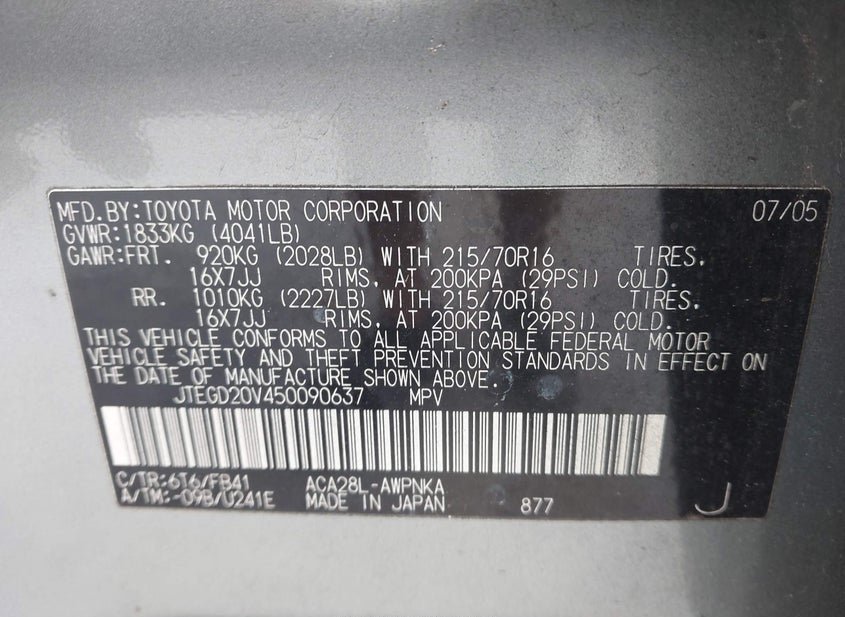 MFD.BY:TOYOTA MOTOR CORPORATION 07/05
GVWR:1833KG (4041LB)
GAWR:FRT. 920KG (2028LB) WITH 215/70R16 TIRES,
16X7JJ RIMS, AT 200KPA (29PSI) COLD.
RR. 1010KG (2227LB) WITH 215/70R16 TIRES,
16X7JJ RIMS, AT 200KPA (29PSI) COLD.
THIS VEHICLE CONFORMS TO ALL APPLICABLE FEDERAL MOTOR
VEHICLE SAFETY AND THEFT PREVENTION STANDARDS IN EFFECT ON
THE DATE OF MANUFACTURE SHOWN ABOVE.
JTEGD20V450090637 MPV
C/TR:6T6/FB41 ACA28L-AWPNKA
A/TM:-09B/U241E MADE IN JAPAN 877 J